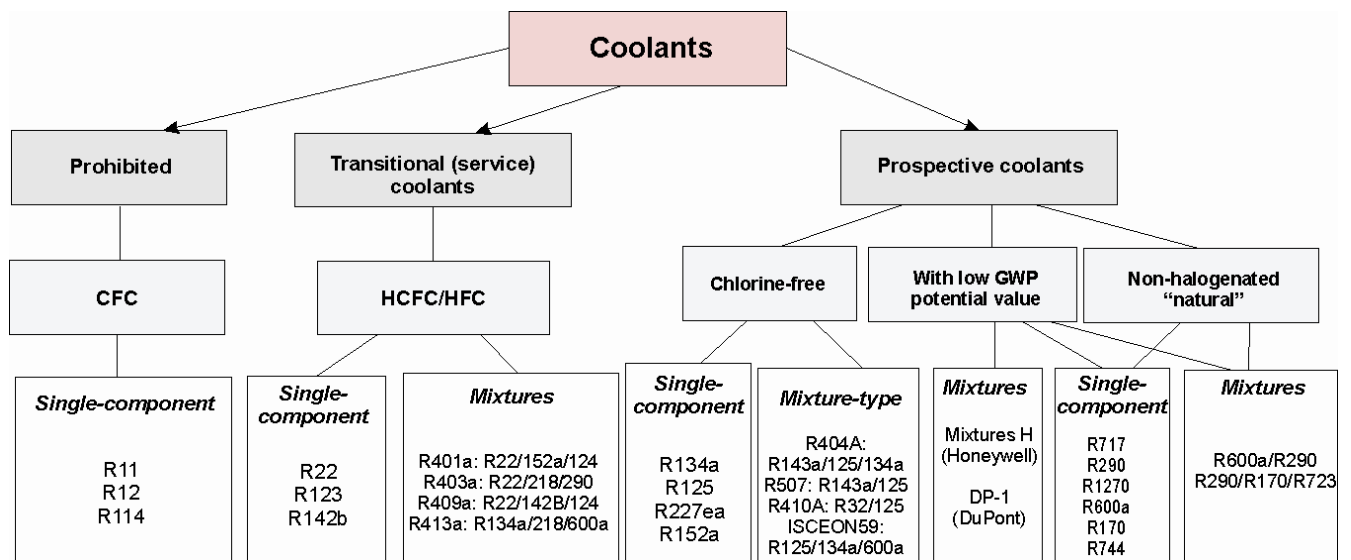 Coolants
Prohibited
Transitional (service)
coolants
Prospective coolants
CFC
HCFC/HFC
Chlorine-free
With low GWP
potential value
Non-halogenated
“natural”
Single-component
R11
R12
R114
Single-
component
R22
R123
R142b
Mixtures
R401a: R22/152a/124
R403a: R22/218/290
R409a: R22/142B/124
R413a: R134a/218/600a
Single-
component
R134a
R125
R227ea
R152a
Mixture-type
R404A:
R143a/125/134a
R507: R143a/125
R410A: R32/125
ISCEON59:
R125/134a/600a
Mixtures
Mixtures H
(Honeywell)
DP-1
(DuPont)
Single-
component
R717
R290
R1270
R600a
R170
R744
Mixtures
R600a/R290
R290/R170/R723